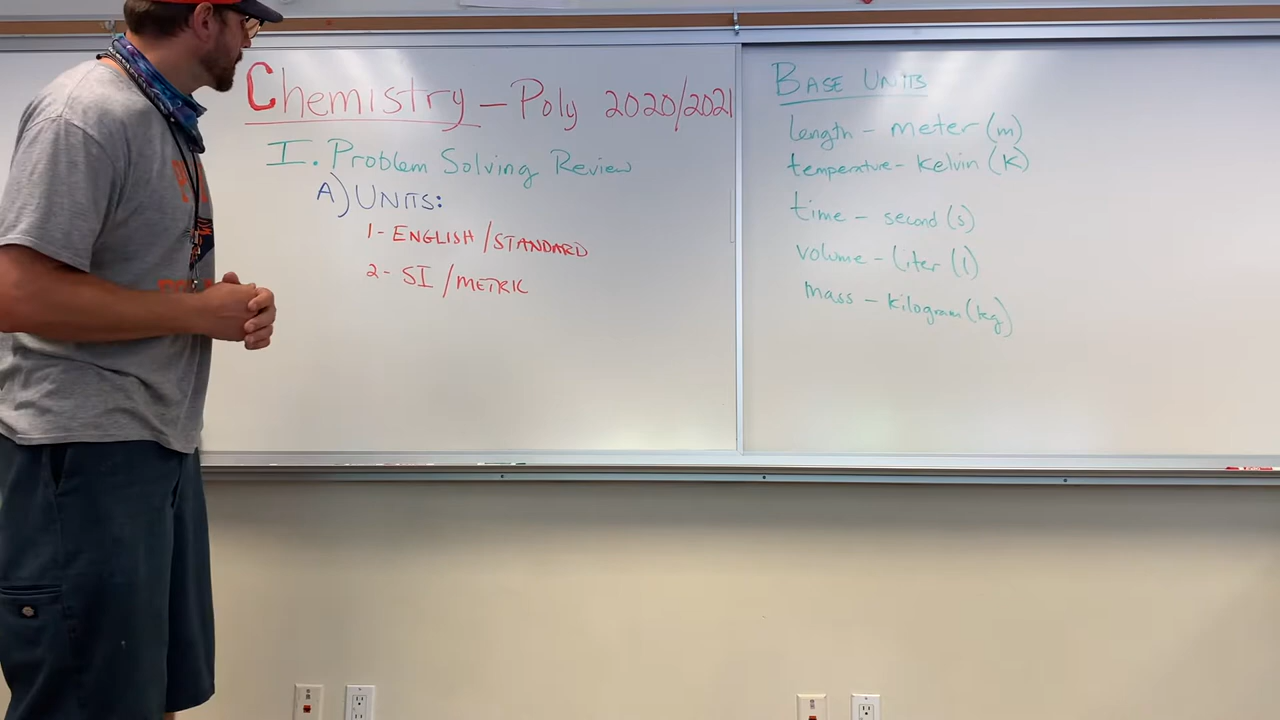 Chemistry - Poly 2020/2021
I. Problem Solving Review
A) UNITS:
1- ENGLISH/STANDARD
2- SI/METRIC
BASE UNITS
length - meter (m)
temperature - Kelvin (K)
time - second (s)
volume - Liter (l)
mass - kilogram (kg)